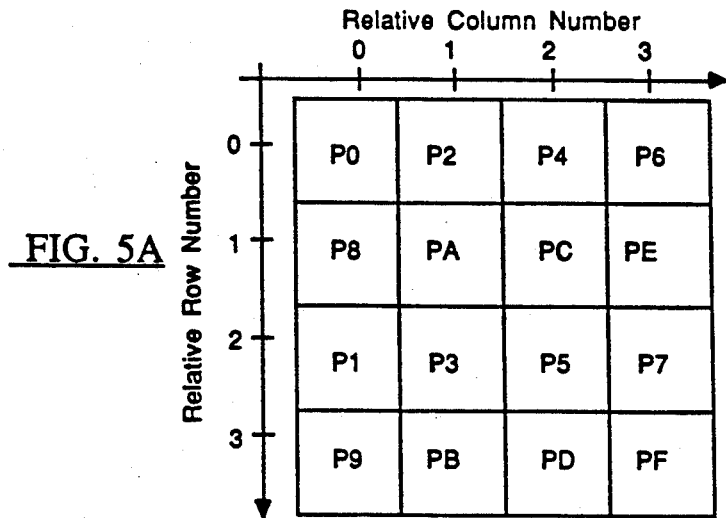 Relative Column Number
0 1 2 3
0 P0 P2 P4 P6
1 P8 PA PC PE
2 P1 P3 P5 P7
3 P9 PB PD PF
Relative Row Number
FIG. 5A